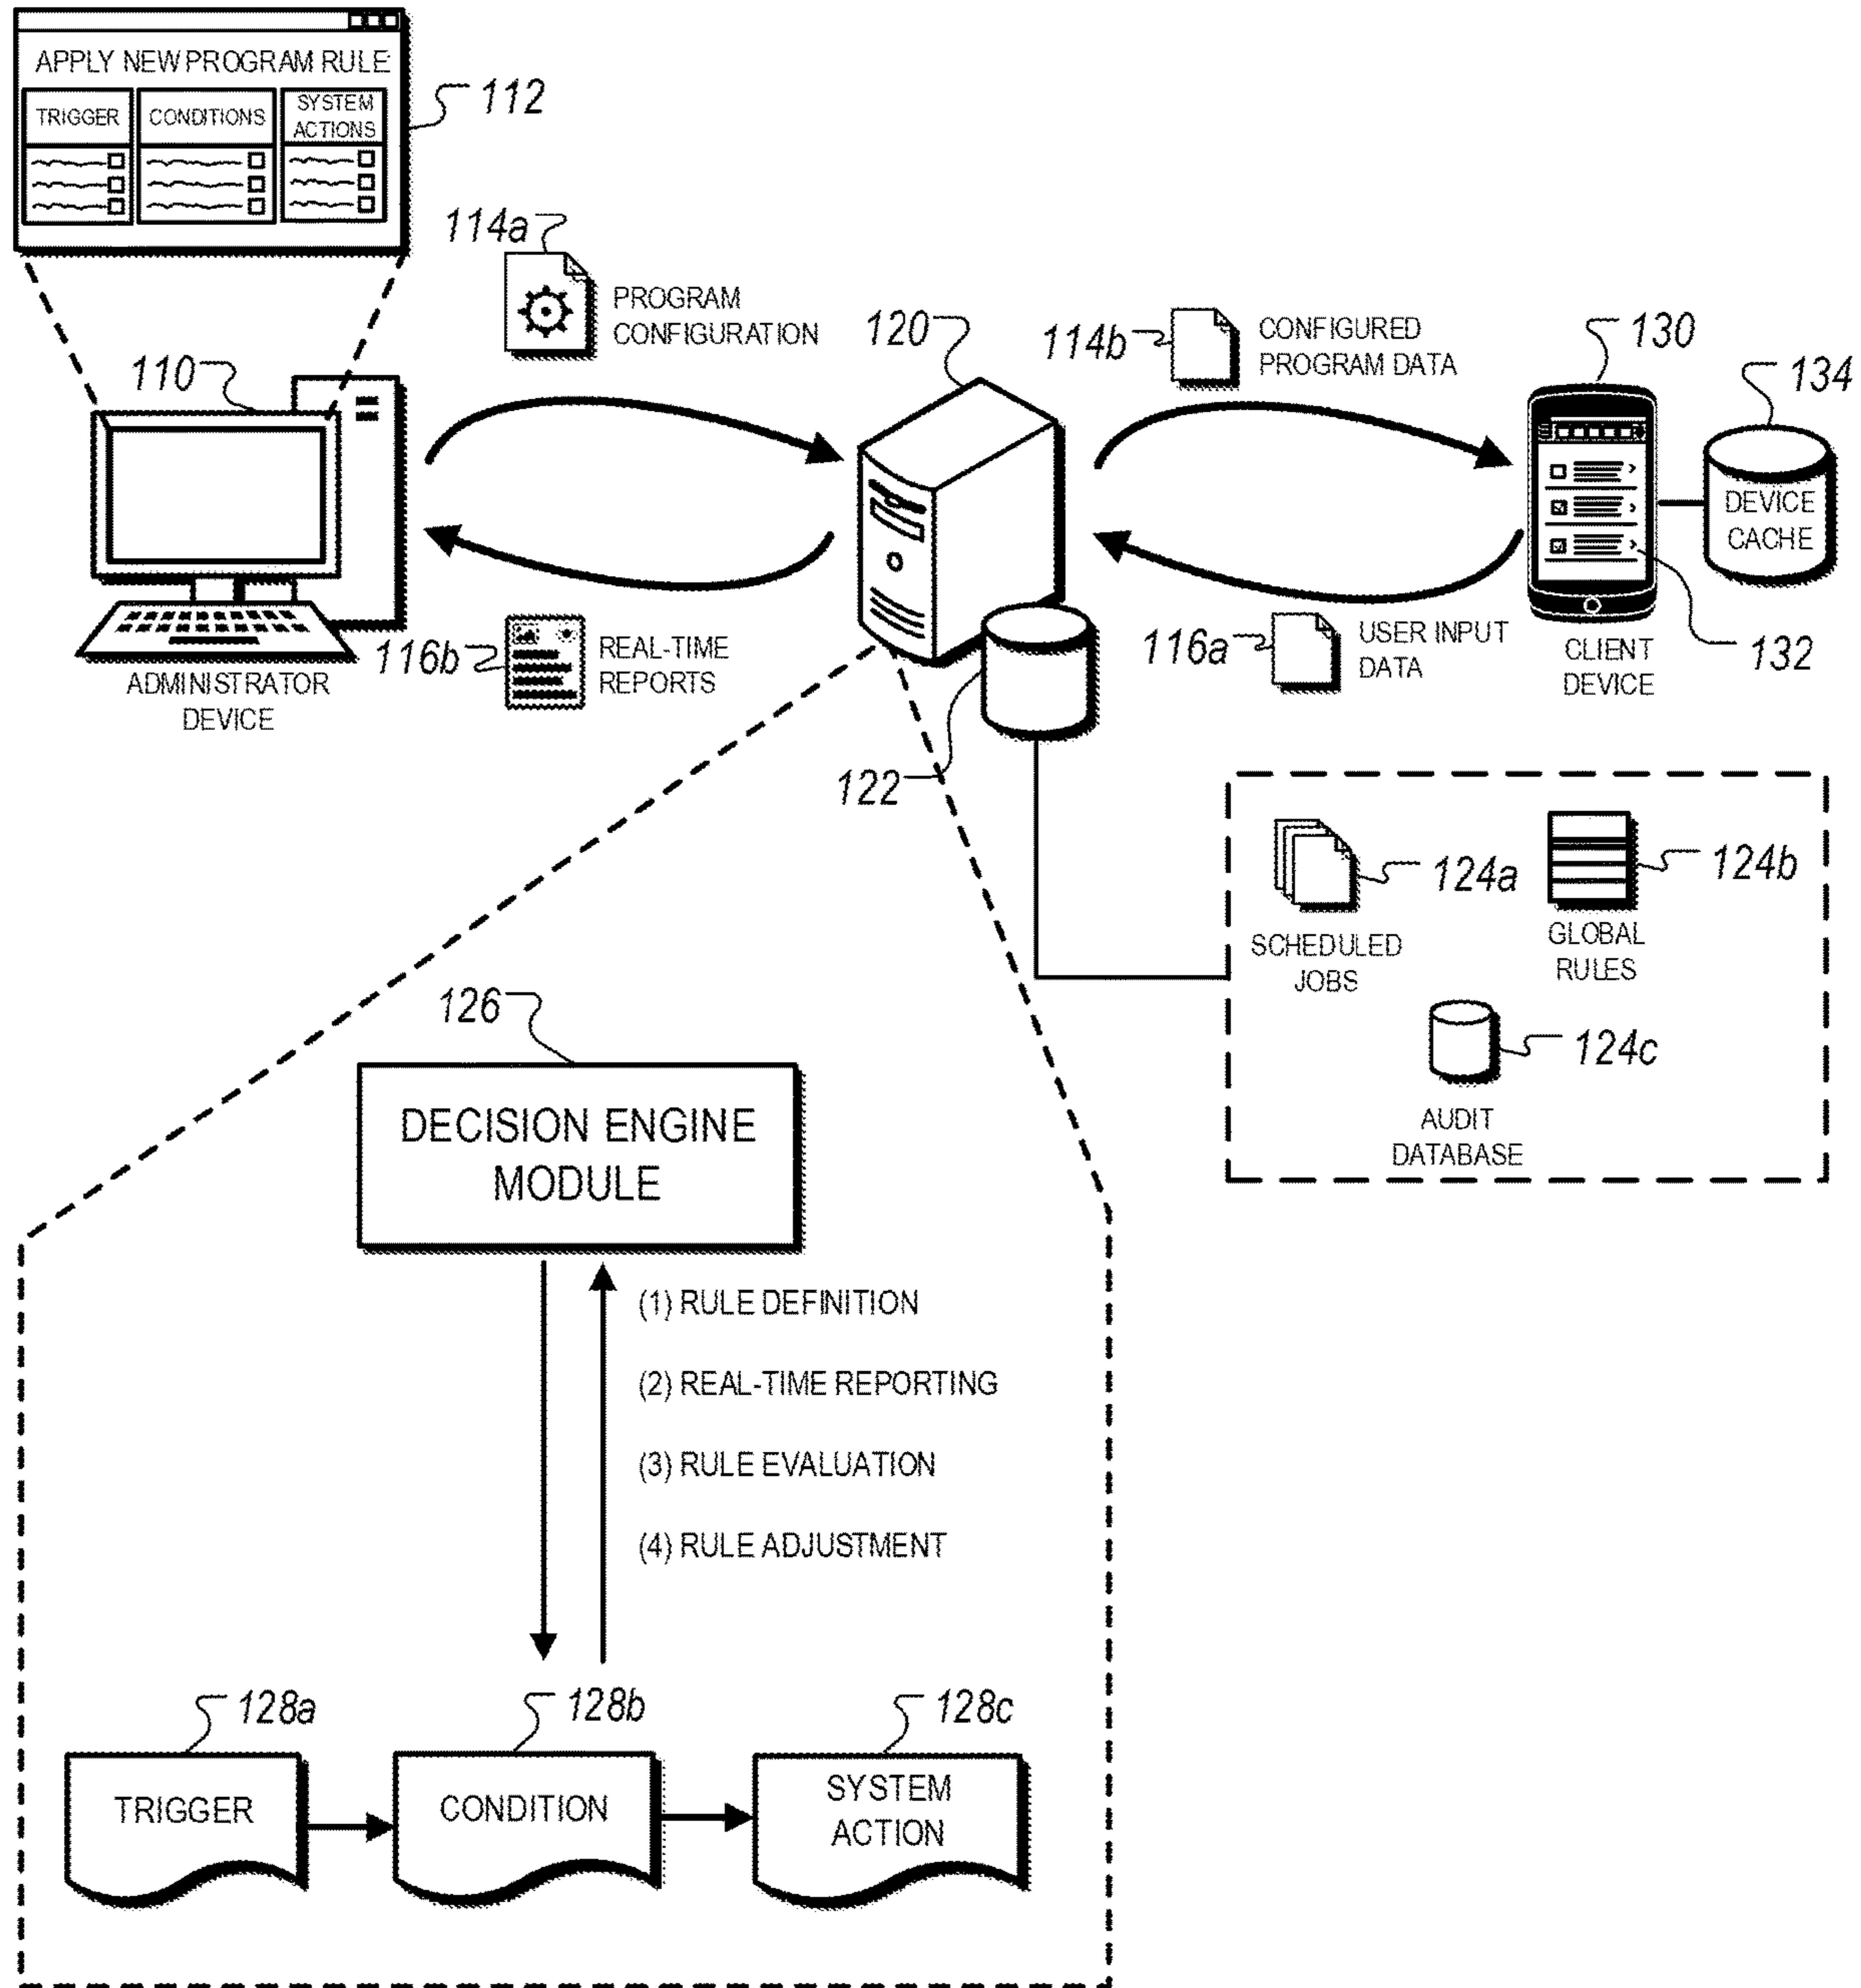 APPLY NEW PROGRAM RULE
TRIGGER
CONDITIONS
SYSTEM
ACTIONS
112
114a
PROGRAM
CONFIGURATION
110
120
114b
CONFIGURED
PROGRAM DATA
130
134
DEVICE
CACHE
116b
REAL-TIME
REPORTS
ADMINISTRATOR
DEVICE
116a
USER INPUT
DATA
CLIENT
DEVICE
132
122
124a
SCHEDULED
JOBS
124b
GLOBAL
RULES
124c
AUDIT
DATABASE
126
DECISION ENGINE
MODULE
(1) RULE DEFINITION
(2) REAL-TIME REPORTING
(3) RULE EVALUATION
(4) RULE ADJUSTMENT
128a
TRIGGER
128b
CONDITION
128c
SYSTEM
ACTION